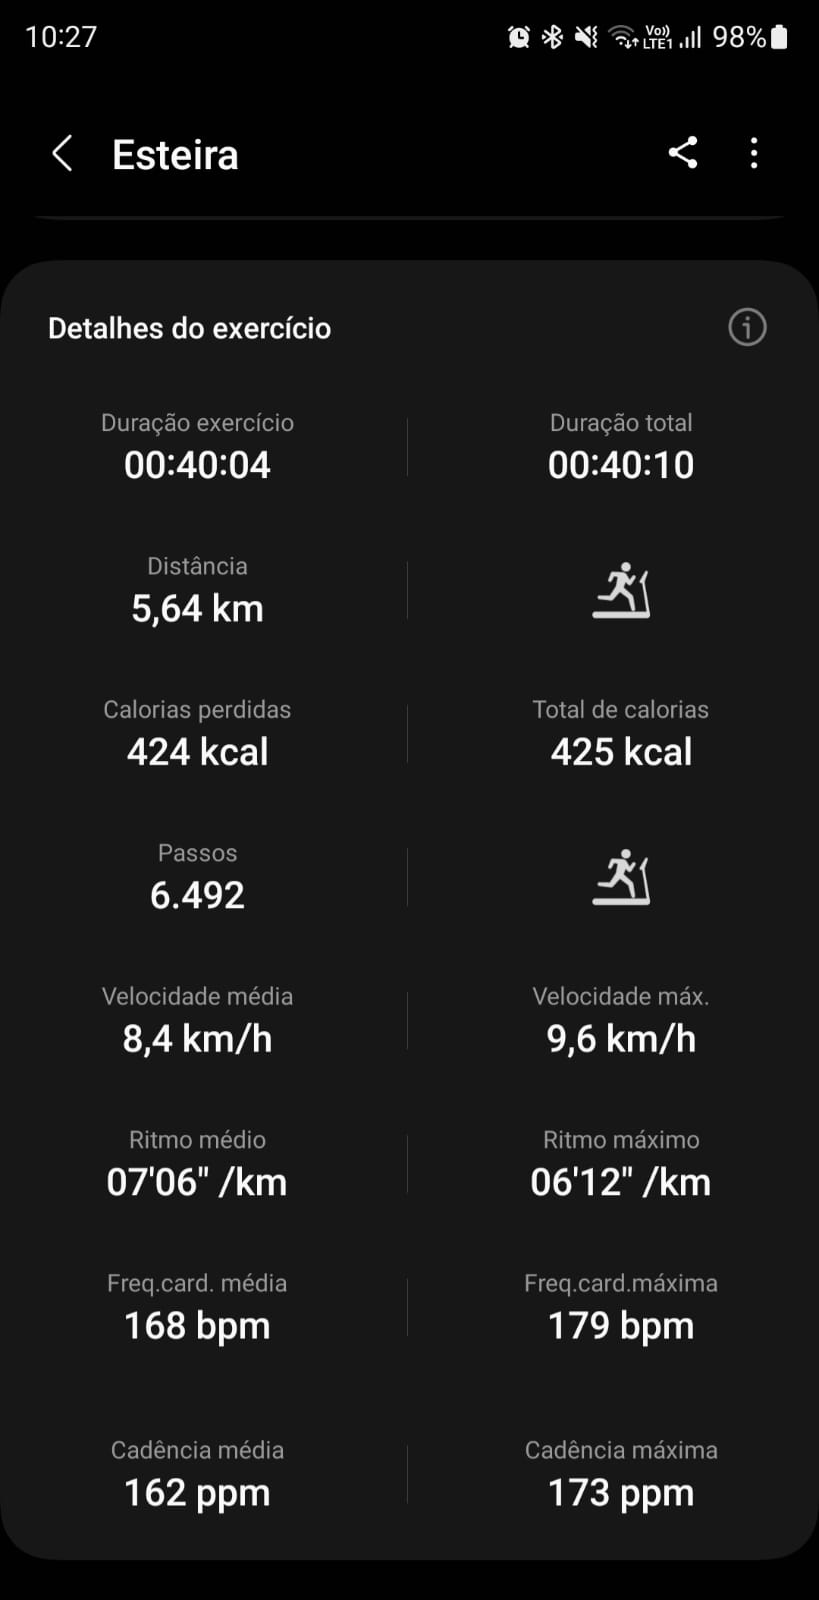 10:27
Vo)) LTE1 98%
Esteira
Detalhes do exercício
Duração exercício
Duração total
00:40:04
00:40:10
Distância
5,64 km
Calorias perdidas
Total de calorias
424 kcal
425 kcal
Passos
6.492
Velocidade média
Velocidade máx.
8,4 km/h
9,6 km/h
Ritmo médio
Ritmo máximo
07'06" /km
06'12" /km
Freq.card. média
Freq.card.máxima
168 bpm
179 bpm
Cadência média
Cadência máxima
162 ppm
173 ppm